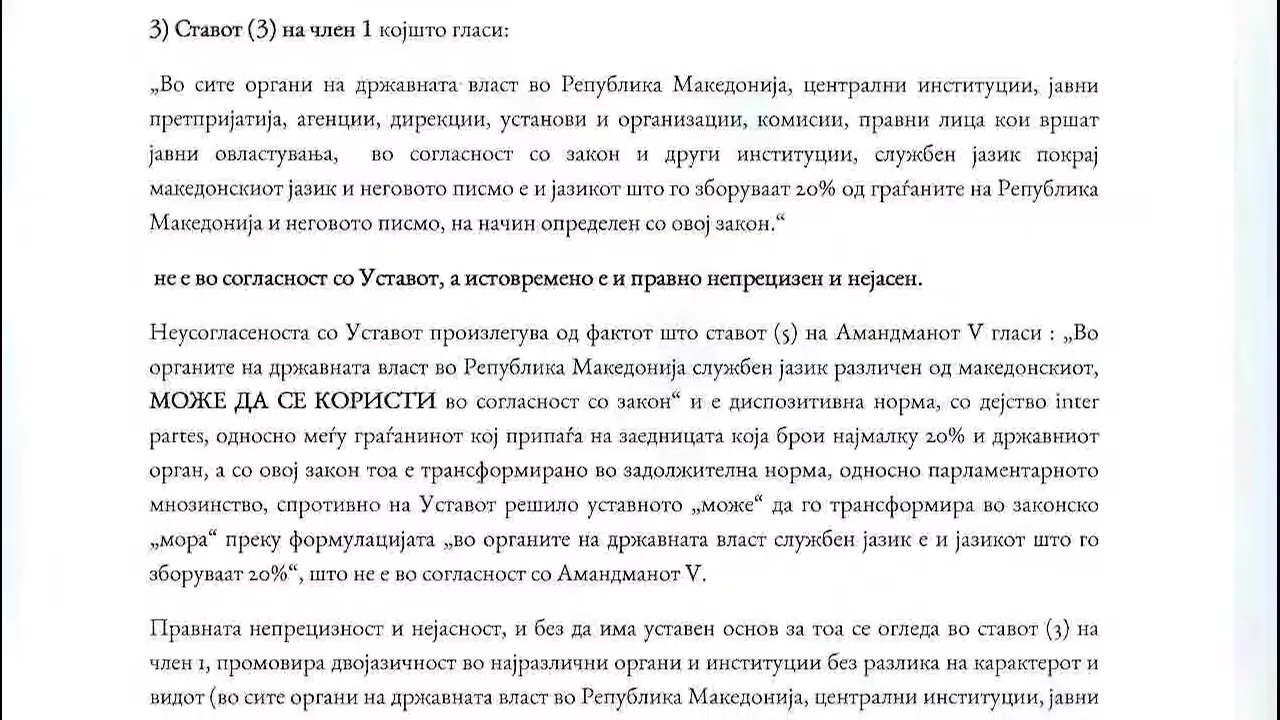 3) Ставот (3) на член 1 којшто гласи:
„Во сите органи на државната власт во Република Македонија, централни институции, јавни
претпријатија, агенции, дирекции, установи и организации, комисии, правни лица кои вршат
јавни овластувања, во согласност со закон и други институции, службен јазик покрај
македонскиот јазик и неговото писмо е и јазикот што го зборуваат 20% од граѓаните на Република
Македонија и неговото писмо, на начин определен со овој закон.“
не е во согласност со Уставот, а истовремено е и правно непрецизен и нејасен.
Неусогласеноста со Уставот произлегува од фактот што ставот (5) на Амандманот V гласи : „Во
органите на државната власт во Република Македонија службен јазик различен од македонскиот,
МОЖЕ ДА СЕ КОРИСТИ во согласност со закон“ и е диспозитивна норма, со дејство inter
partes, односно меѓу граѓанинот кој припаѓа на заедницата која брои најмалку 20% и државниот
орган, а со овој закон тоа е трансформирано во задолжителна норма, односно парламентарното
мнозинство, спротивно на Уставот решило уставното „може“ да го трансформира во законско
„мора“ преку формулацијата „во органите на државната власт службен јазик е и јазикот што го
зборуваат 20%“, што не е во согласност со Амандманот V.
Правната непрецизност и нејасност, и без да има уставен основ за тоа се огледа во ставот (3) на
член 1, промовира двојазичност во најразлични органи и институции без разлика на карактерот и
видот (во сите органи на државната власт во Република Македонија, централни институции, јавни